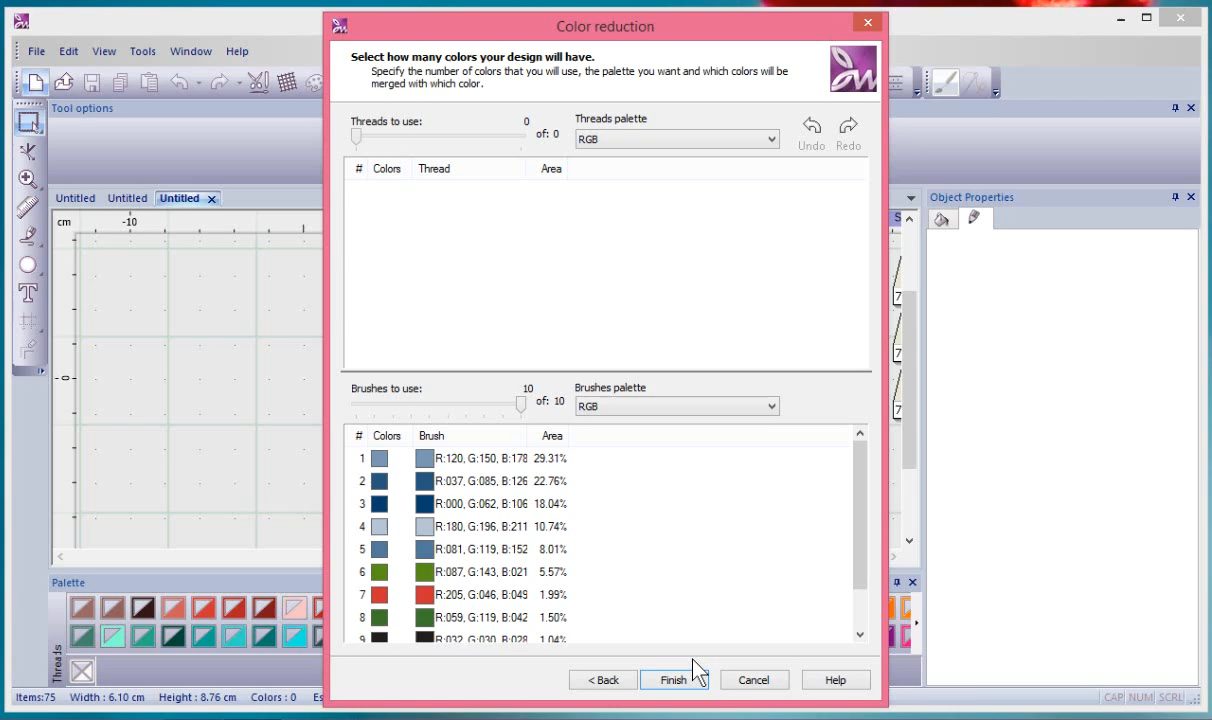 Color reduction
File Edit View Tools Window Help
Select how many colors your design will have.
Specify the number of colors that you will use, the palette you want and which colors will be
merged with which color.
Tool options
Threads to use: 0 of: 0
Threads palette
RGB
Undo Redo
# Colors Thread Area
Untitled Untitled Untitled
Object Properties
cm -10
0
Brushes to use: 10 of: 10
Brushes palette
RGB
# Colors Brush Area
1 R:120, G:150, B:178 29.31%
2 R:037, G:085, B:126 22.76%
3 R:000, G:062, B:106 18.04%
4 R:180, G:196, B:211 10.74%
5 R:081, G:119, B:152 8.01%
6 R:087, G:143, B:021 5.57%
7 R:205, G:046, B:049 1.99%
8 R:059, G:119, B:042 1.50%
9 R:032, G:030, B:028 1.04%
Palette
Threads
< Back Finish Cancel Help
Items:75 Width : 6.10 cm Height : 8.76 cm Colors : 0 Es
CAP NUM SCRL